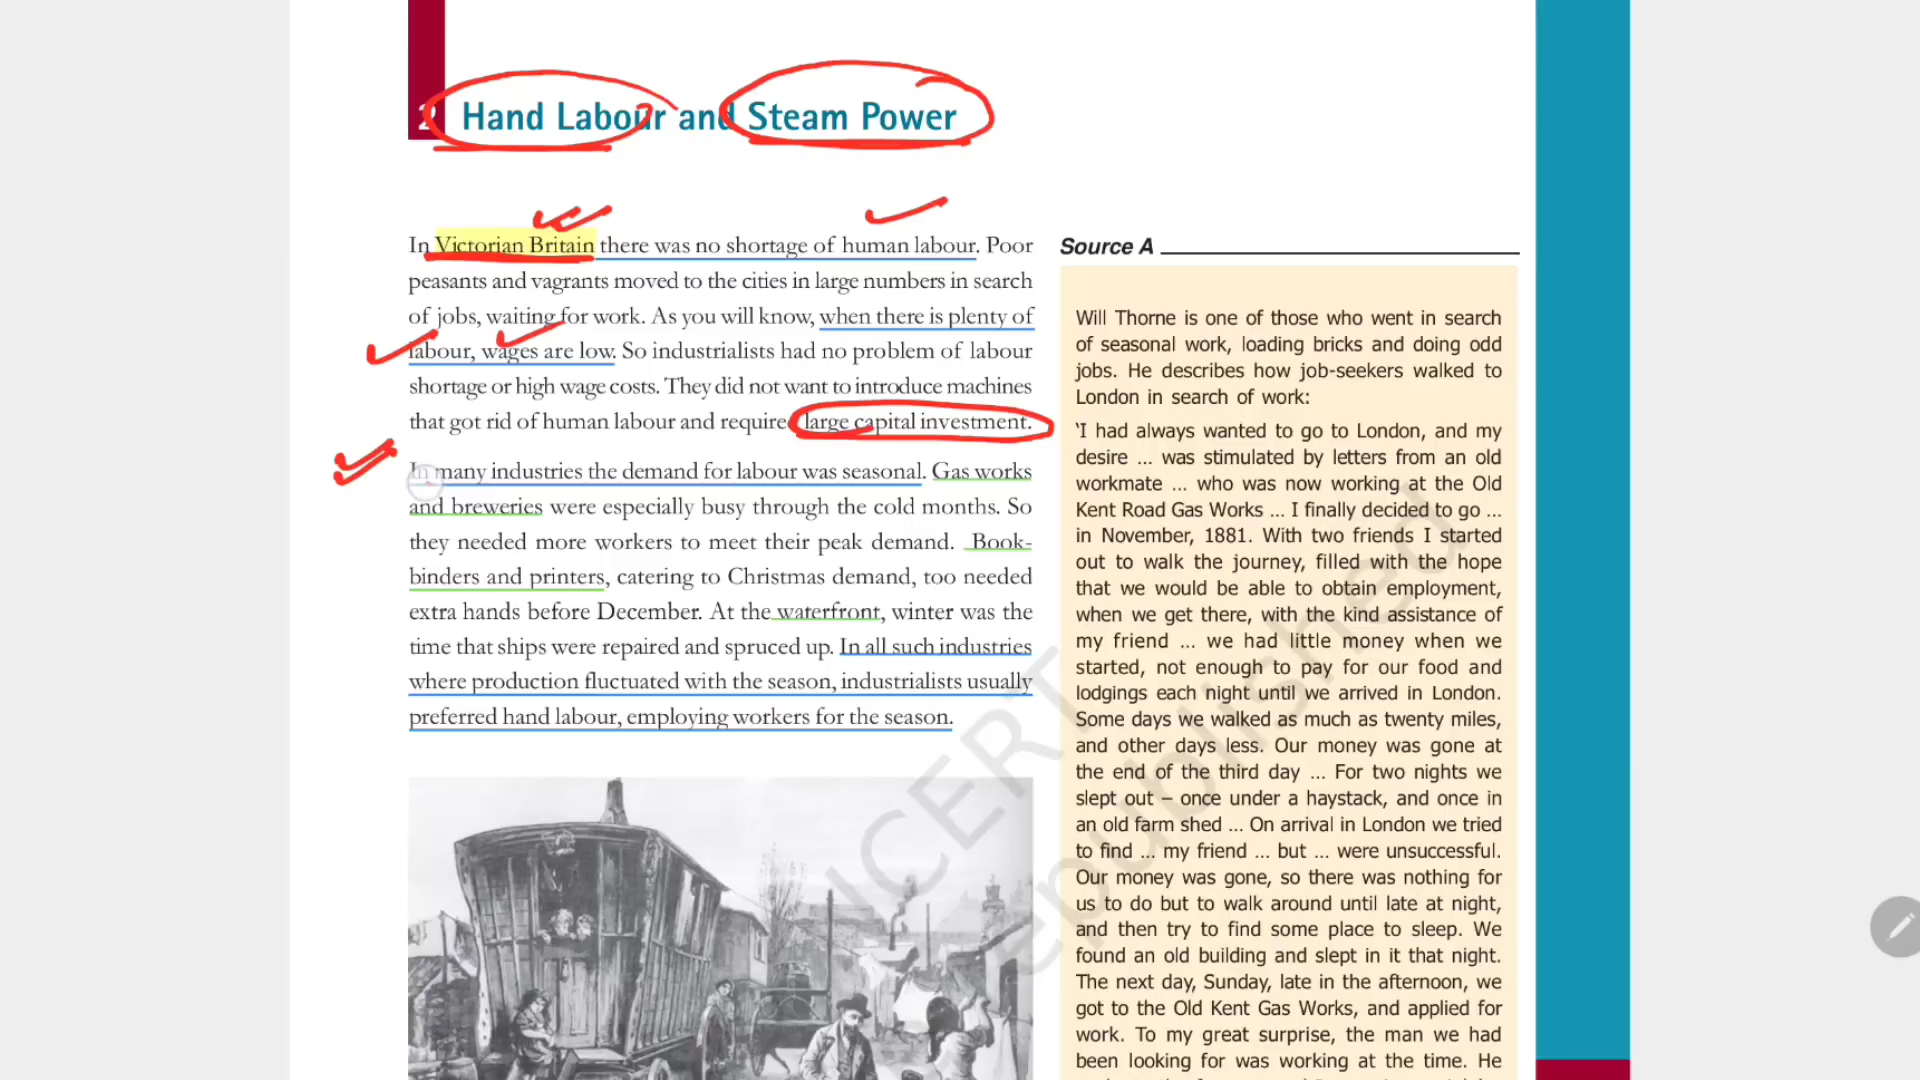 2 Hand Labour and Steam Power
In Victorian Britain there was no shortage of human labour. Poor
peasants and vagrants moved to the cities in large numbers in search
of jobs, waiting for work. As you will know, when there is plenty of
labour, wages are low. So industrialists had no problem of labour
shortage or high wage costs. They did not want to introduce machines
that got rid of human labour and require large capital investment.
In many industries the demand for labour was seasonal. Gas works
and breweries were especially busy through the cold months. So
they needed more workers to meet their peak demand. Book-
binders and printers, catering to Christmas demand, too needed
extra hands before December. At the waterfront, winter was the
time that ships were repaired and spruced up. In all such industries
where production fluctuated with the season, industrialists usually
preferred hand labour, employing workers for the season.
Source A
Will Thorne is one of those who went in search
of seasonal work, loading bricks and doing odd
jobs. He describes how job-seekers walked to
London in search of work:
‘I had always wanted to go to London, and my
desire ... was stimulated by letters from an old
workmate ... who was now working at the Old
Kent Road Gas Works ... I finally decided to go ...
in November, 1881. With two friends I started
out to walk the journey, filled with the hope
that we would be able to obtain employment,
when we get there, with the kind assistance of
my friend ... we had little money when we
started, not enough to pay for our food and
lodgings each night until we arrived in London.
Some days we walked as much as twenty miles,
and other days less. Our money was gone at
the end of the third day ... For two nights we
slept out – once under a haystack, and once in
an old farm shed ... On arrival in London we tried
to find ... my friend ... but ... were unsuccessful.
Our money was gone, so there was nothing for
us to do but to walk around until late at night,
and then try to find some place to sleep. We
found an old building and slept in it that night.
The next day, Sunday, late in the afternoon, we
got to the Old Kent Gas Works, and applied for
work. To my great surprise, the man we had
been looking for was working at the time. He
NCERT
republished